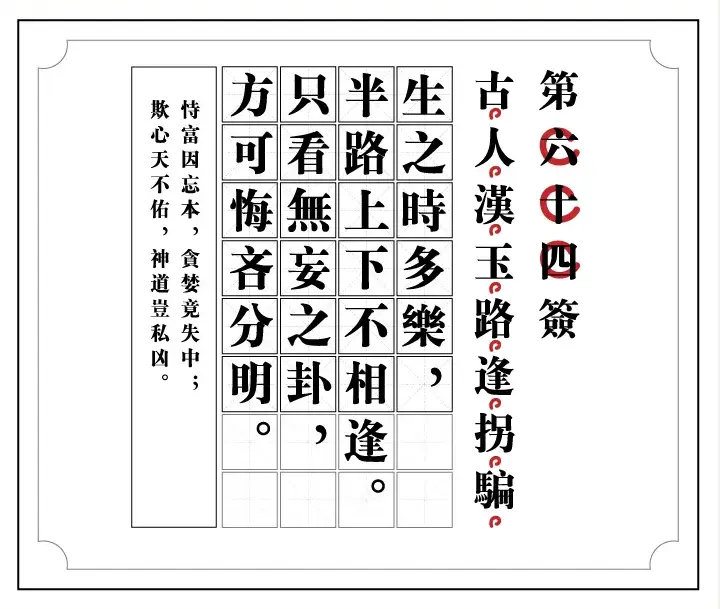 第六十四簽
古人漢玉路逢拐騙
生之時多樂，
半路上下不相逢。
只看無妄之卦，
方可悔吝分明。
恃富因忘本，貪婪竟失中；
欺心天不佑，神道豈私凶。